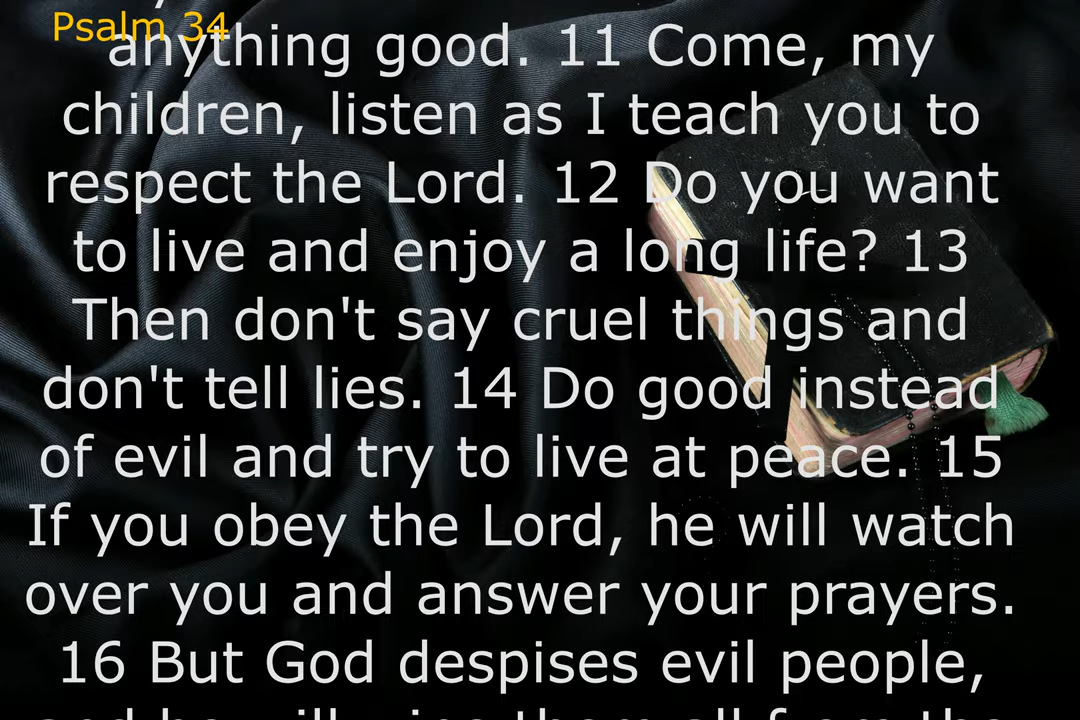 Psalm 34
anything good. 11 Come, my
children, listen as I teach you to
respect the Lord. 12 Do you want
to live and enjoy a long life? 13
Then don't say cruel things and
don't tell lies. 14 Do good instead
of evil and try to live at peace. 15
If you obey the Lord, he will watch
over you and answer your prayers.
16 But God despises evil people,